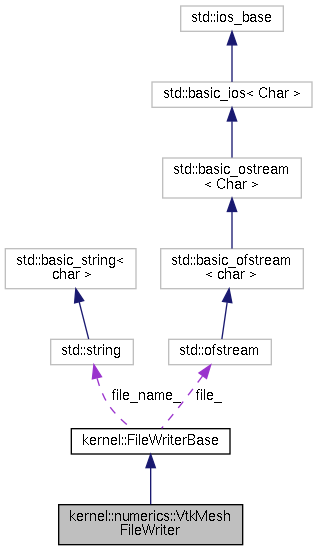 std::ios_base
std::basic_ios< Char >
std::basic_ostream
< Char >
std::basic_string<
char >
std::basic_ofstream
< char >
std::string
std::ofstream
file_name_
file_
kernel::FileWriterBase
kernel::numerics::VtkMesh
FileWriter